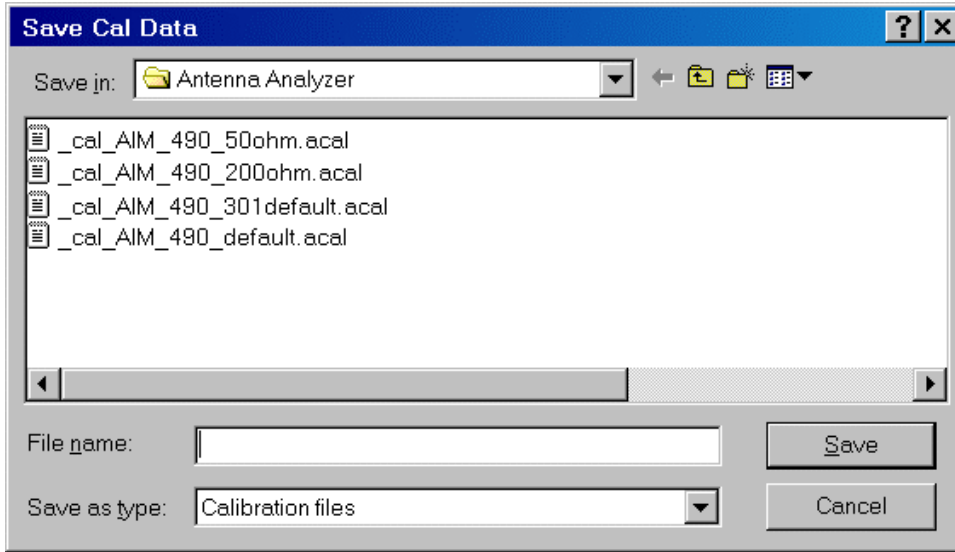 Save Cal Data
Save in: Antenna Analyzer
_cal_AIM_490_50ohm.acal
_cal_AIM_490_200ohm.acal
_cal_AIM_490_301default.acal
_cal_AIM_490_default.acal
File name:
Save
Save as type: Calibration files
Cancel